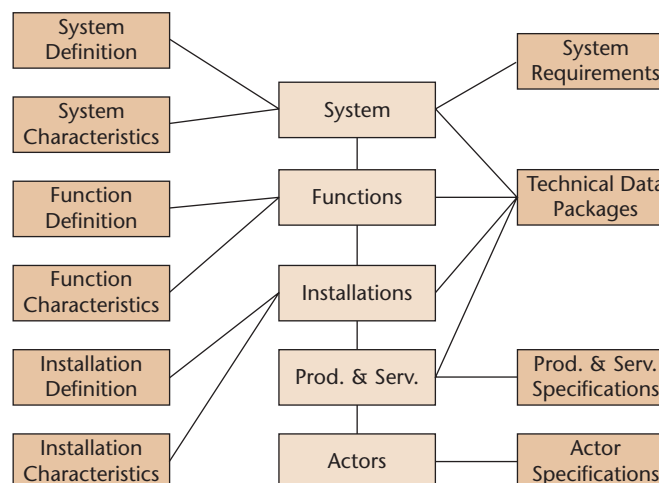 System
Definition
System
Characteristics
Function
Definition
Function
Characteristics
Installation
Definition
Installation
Characteristics
System
Functions
Installations
Prod. & Serv.
Actors
System
Requirements
Technical Data
Packages
Prod. & Serv.
Specifications
Actor
Specifications